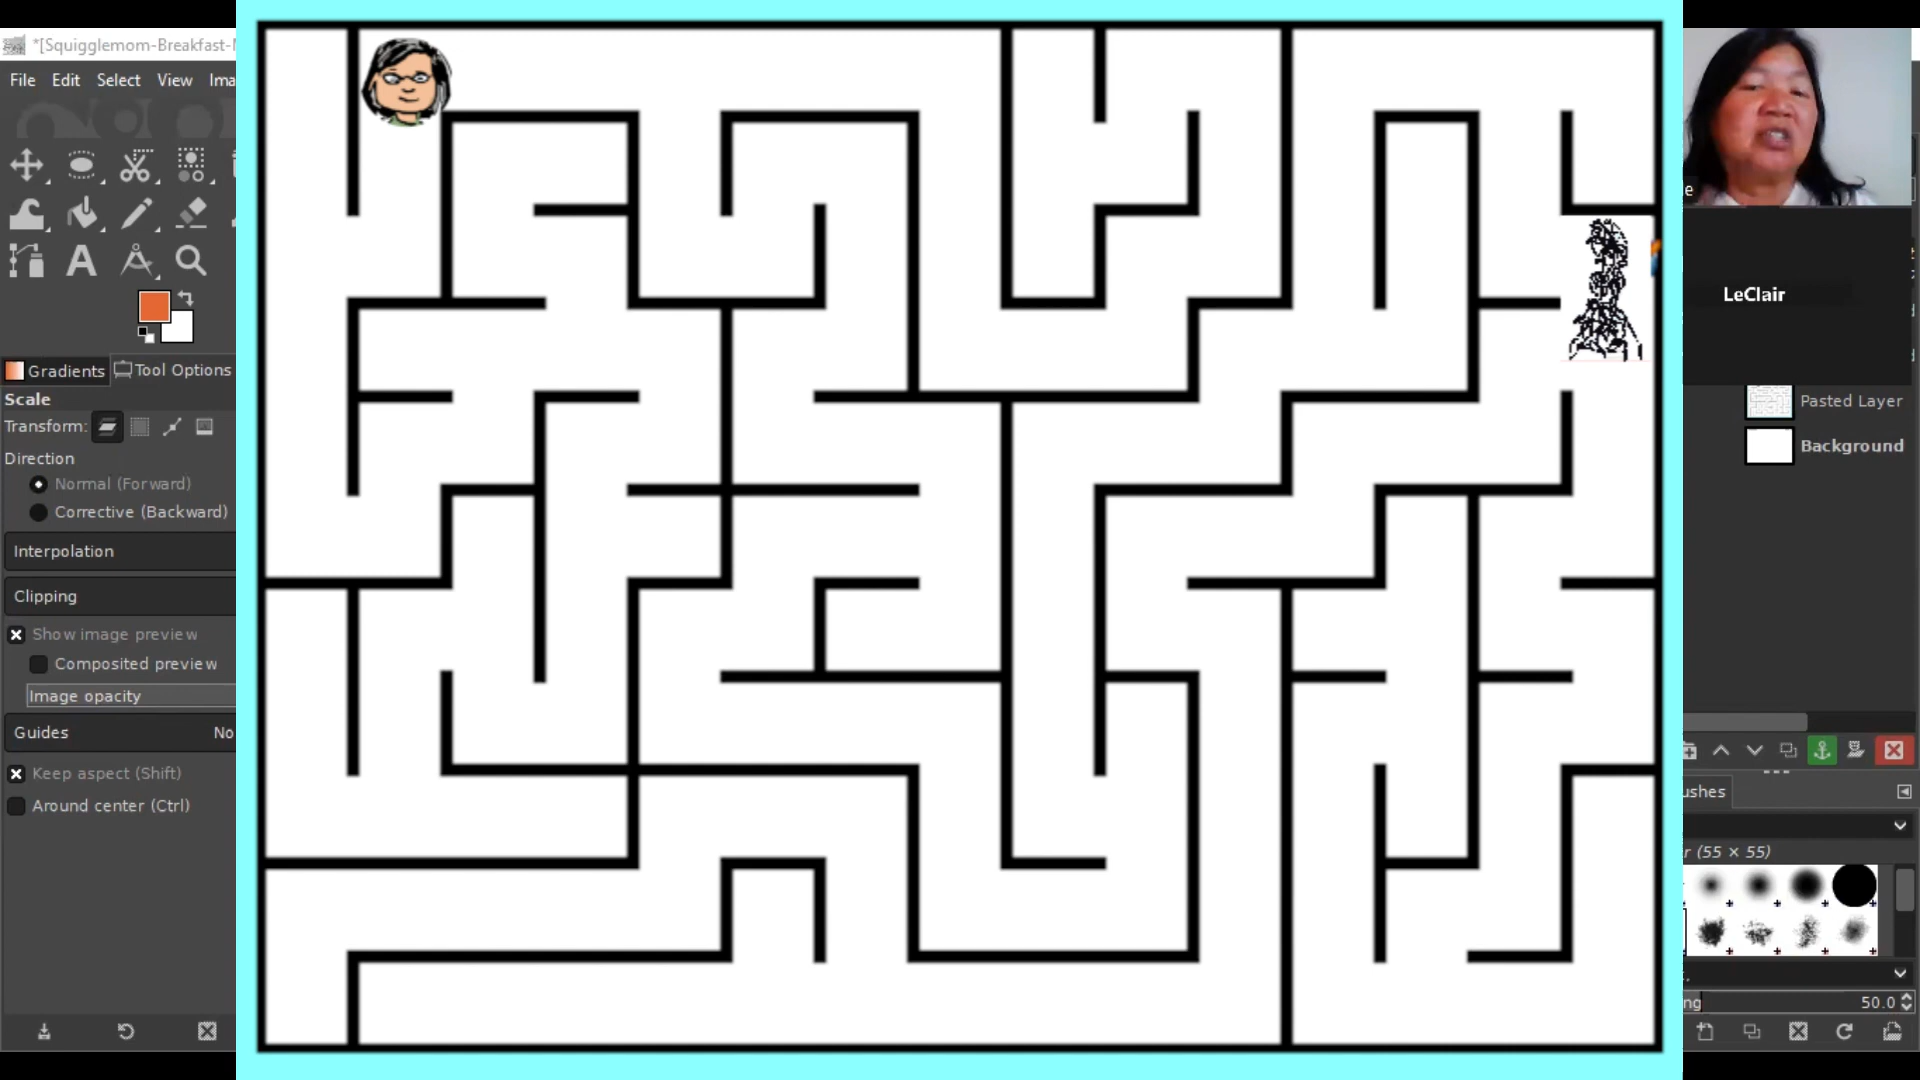 *[Squigglemom-Breakfast-
File Edit Select View Ima
Gradients Tool Options
Scale
Transform:
Direction
Normal (Forward)
Corrective (Backward)
Interpolation
Clipping
Show image preview
Composited preview
Image opacity
Guides No
Keep aspect (Shift)
Around center (Ctrl)
e
LeClair
Pasted Layer
Background
ushes
r (55 × 55)
ng 50.0